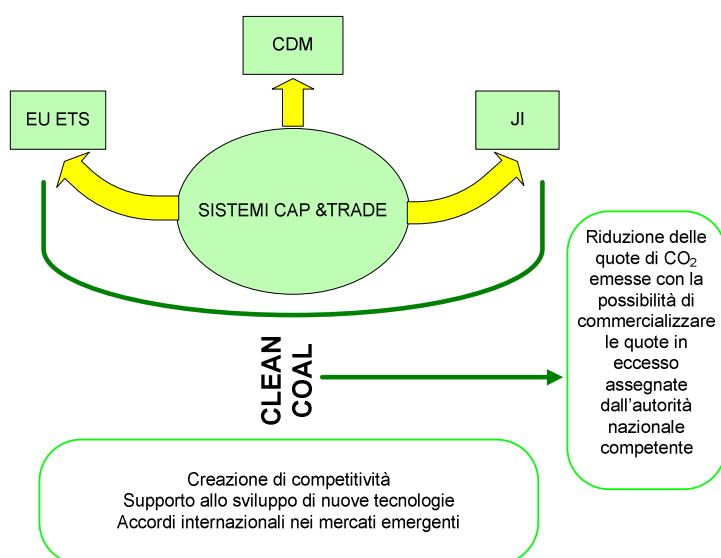 CDM
EU ETS
JI
SISTEMI CAP &TRADE
Riduzione delle
quote di CO₂
emesse con la
possibilità di
commercializzare
le quote in
eccesso
assegnate
dall'autorità
nazionale
competente
CLEAN
COAL
Creazione di competitività
Supporto allo sviluppo di nuove tecnologie
Accordi internazionali nei mercati emergenti